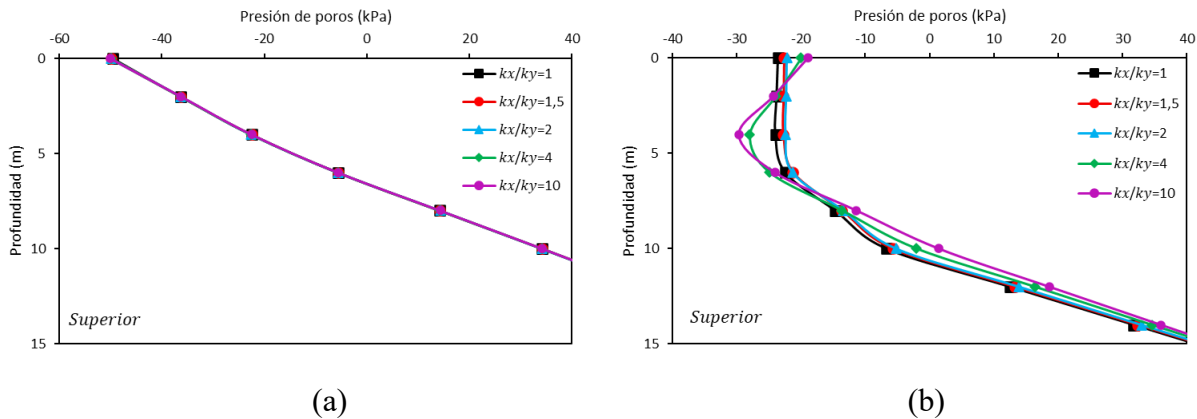 Presión de poros (kPa)
-60 -40 -20 0 20 40
0
5
10
15
Profundidad (m)
kx/ky=1
kx/ky=1,5
kx/ky=2
kx/ky=4
kx/ky=10
Superior
(a)
Presión de poros (kPa)
-40 -30 -20 -10 0 10 20 30 40
0
5
10
15
Profundidad (m)
kx/ky=1
kx/ky=1,5
kx/ky=2
kx/ky=4
kx/ky=10
Superior
(b)